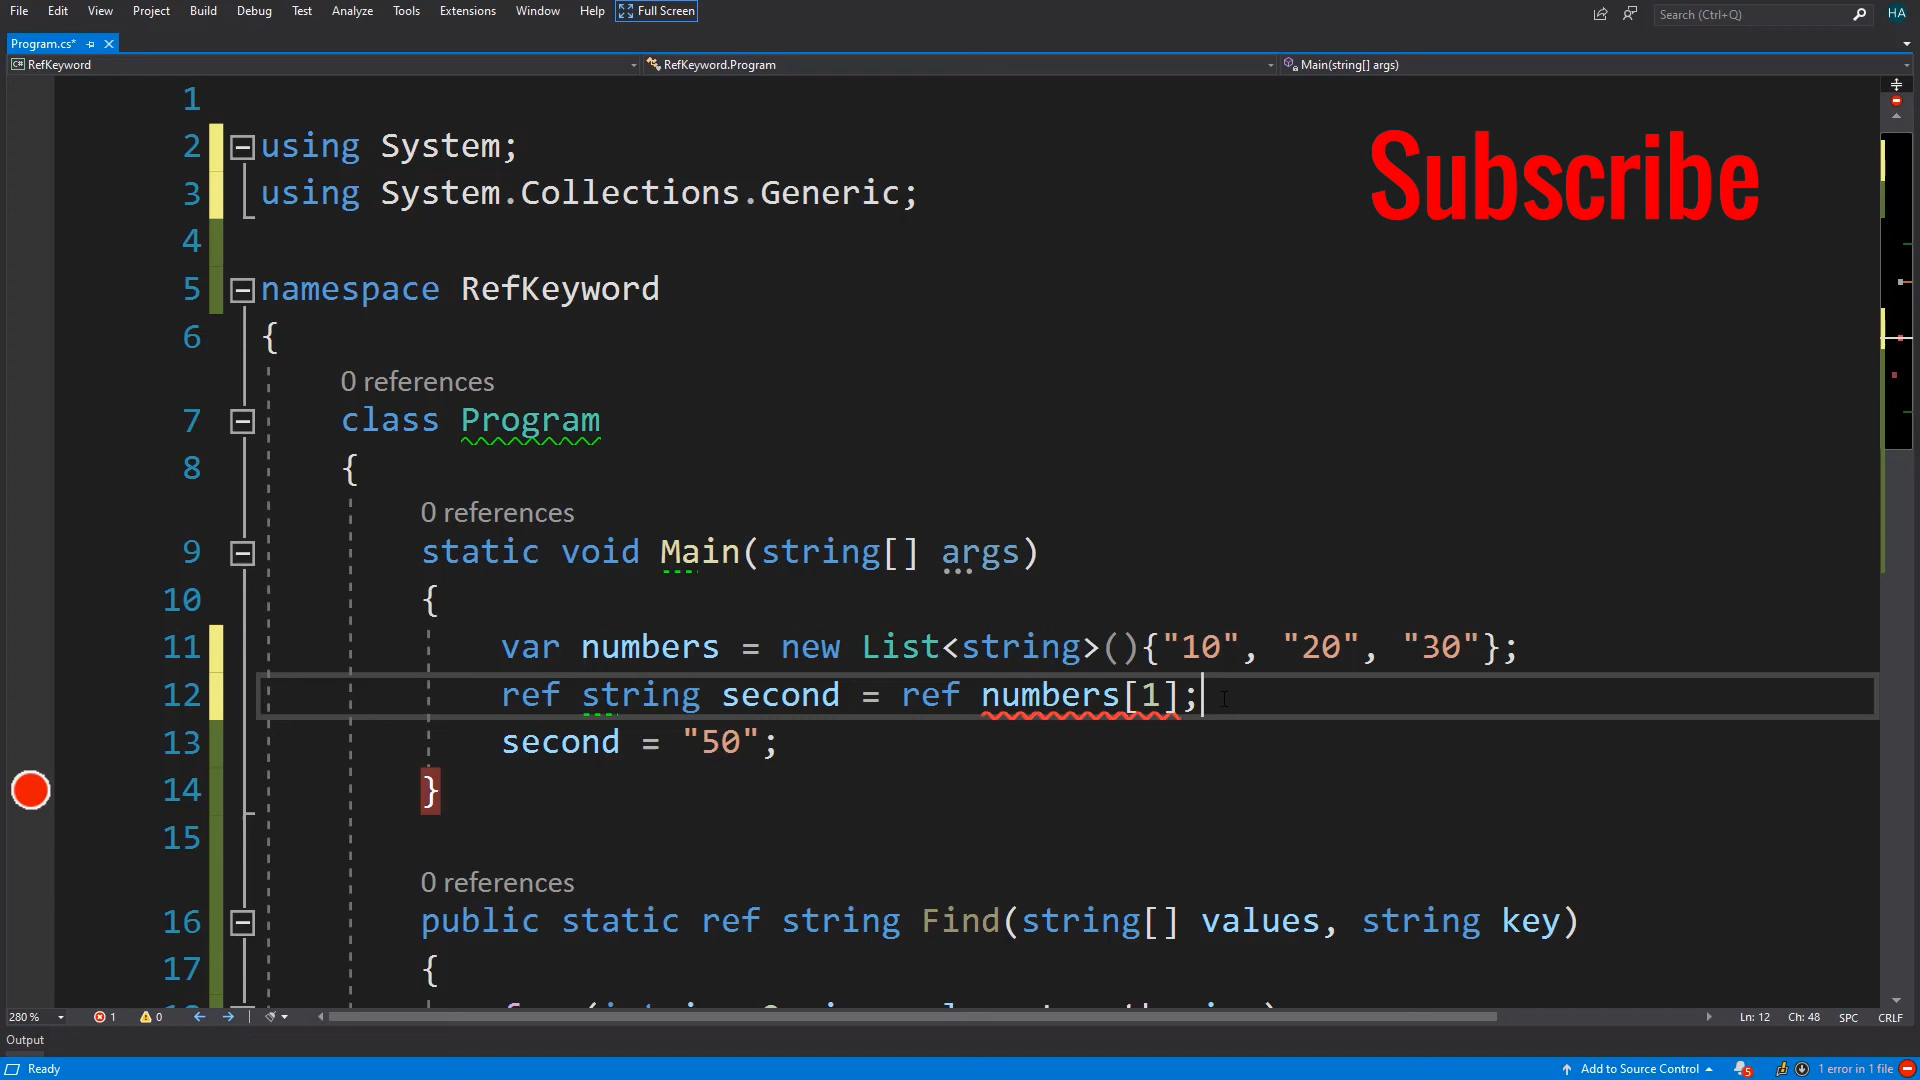 File Edit View Project Build Debug Test Analyze Tools Extensions Window Help Full Screen Search (Ctrl+Q) HA
Program.cs*
RefKeyword RefKeyword.Program Main(string[] args)
Subscribe
1
2 using System;
3 using System.Collections.Generic;
4
5 namespace RefKeyword
6 {
0 references
7 class Program
8 {
0 references
9 static void Main(string[] args)
10 {
11 var numbers = new List<string>(){"10", "20", "30"};
12 ref string second = ref numbers[1];
13 second = "50";
14 }
15
0 references
16 public static ref string Find(string[] values, string key)
17 {
280 % 1 0 Ln: 12 Ch: 48 SPC CRLF
Output
Ready Add to Source Control 5 1 error in 1 file